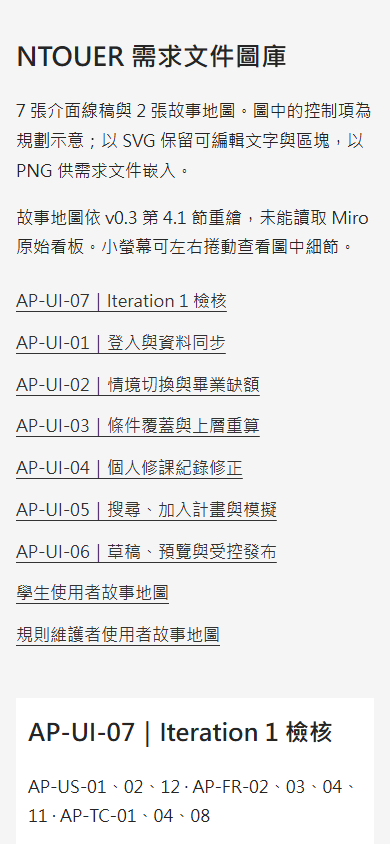 NTOUER 需求文件圖庫
7 張介面線稿與 2 張故事地圖。圖中的控制項為
規劃示意；以 SVG 保留可編輯文字與區塊，以
PNG 供需求文件嵌入。
故事地圖依 v0.3 第 4.1 節重繪，未能讀取 Miro
原始看板。小螢幕可左右捲動查看圖中細節。
AP-UI-07｜Iteration 1 檢核
AP-UI-01｜登入與資料同步
AP-UI-02｜情境切換與畢業缺額
AP-UI-03｜條件覆蓋與上層重算
AP-UI-04｜個人修課紀錄修正
AP-UI-05｜搜尋、加入計畫與模擬
AP-UI-06｜草稿、預覽與受控發布
學生使用者故事地圖
規則維護者使用者故事地圖
AP-UI-07｜Iteration 1 檢核
AP-US-01、02、12 · AP-FR-02、03、04、
11 · AP-TC-01、04、08